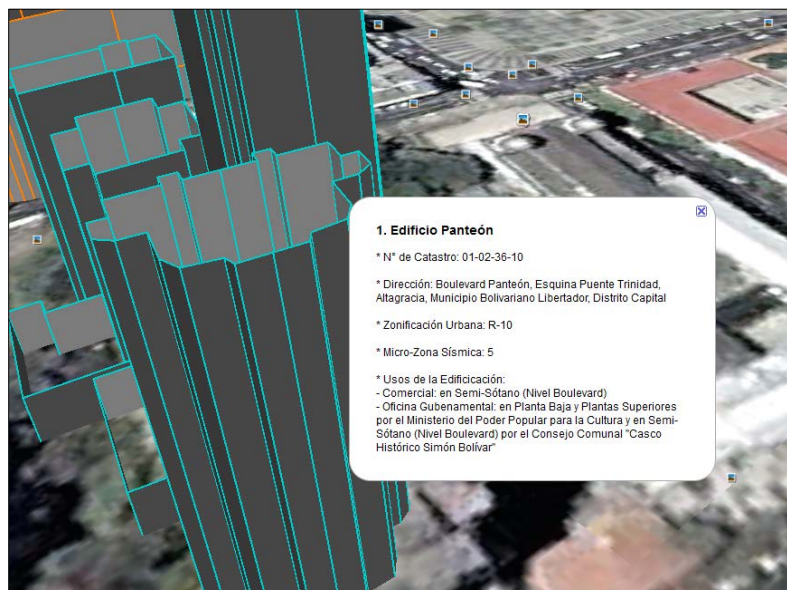 1. Edificio Panteón
* N° de Catastro: 01-02-36-10
* Dirección: Boulevard Panteón, Esquina Puente Trinidad,
Altagracia, Municipio Bolivariano Libertador, Distrito Capital
* Zonificación Urbana: R-10
* Micro-Zona Sísmica: 5
* Usos de la Edificicación:
- Comercial: en Semi-Sótano (Nivel Boulevard)
- Oficina Gubenamental: en Planta Baja y Plantas Superiores
por el Ministerio del Poder Popular para la Cultura y en Semi-
Sótano (Nivel Boulevard) por el Consejo Comunal "Casco
Histórico Simón Bolívar"